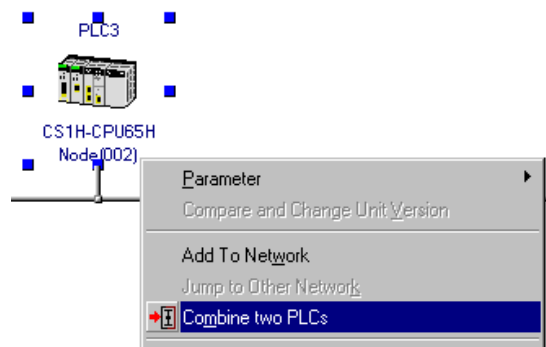 PLC3
CS1H-CPU65H
Node(002)
Parameter
Compare and Change Unit Version
Add To Network
Jump to Other Network
Combine two PLCs